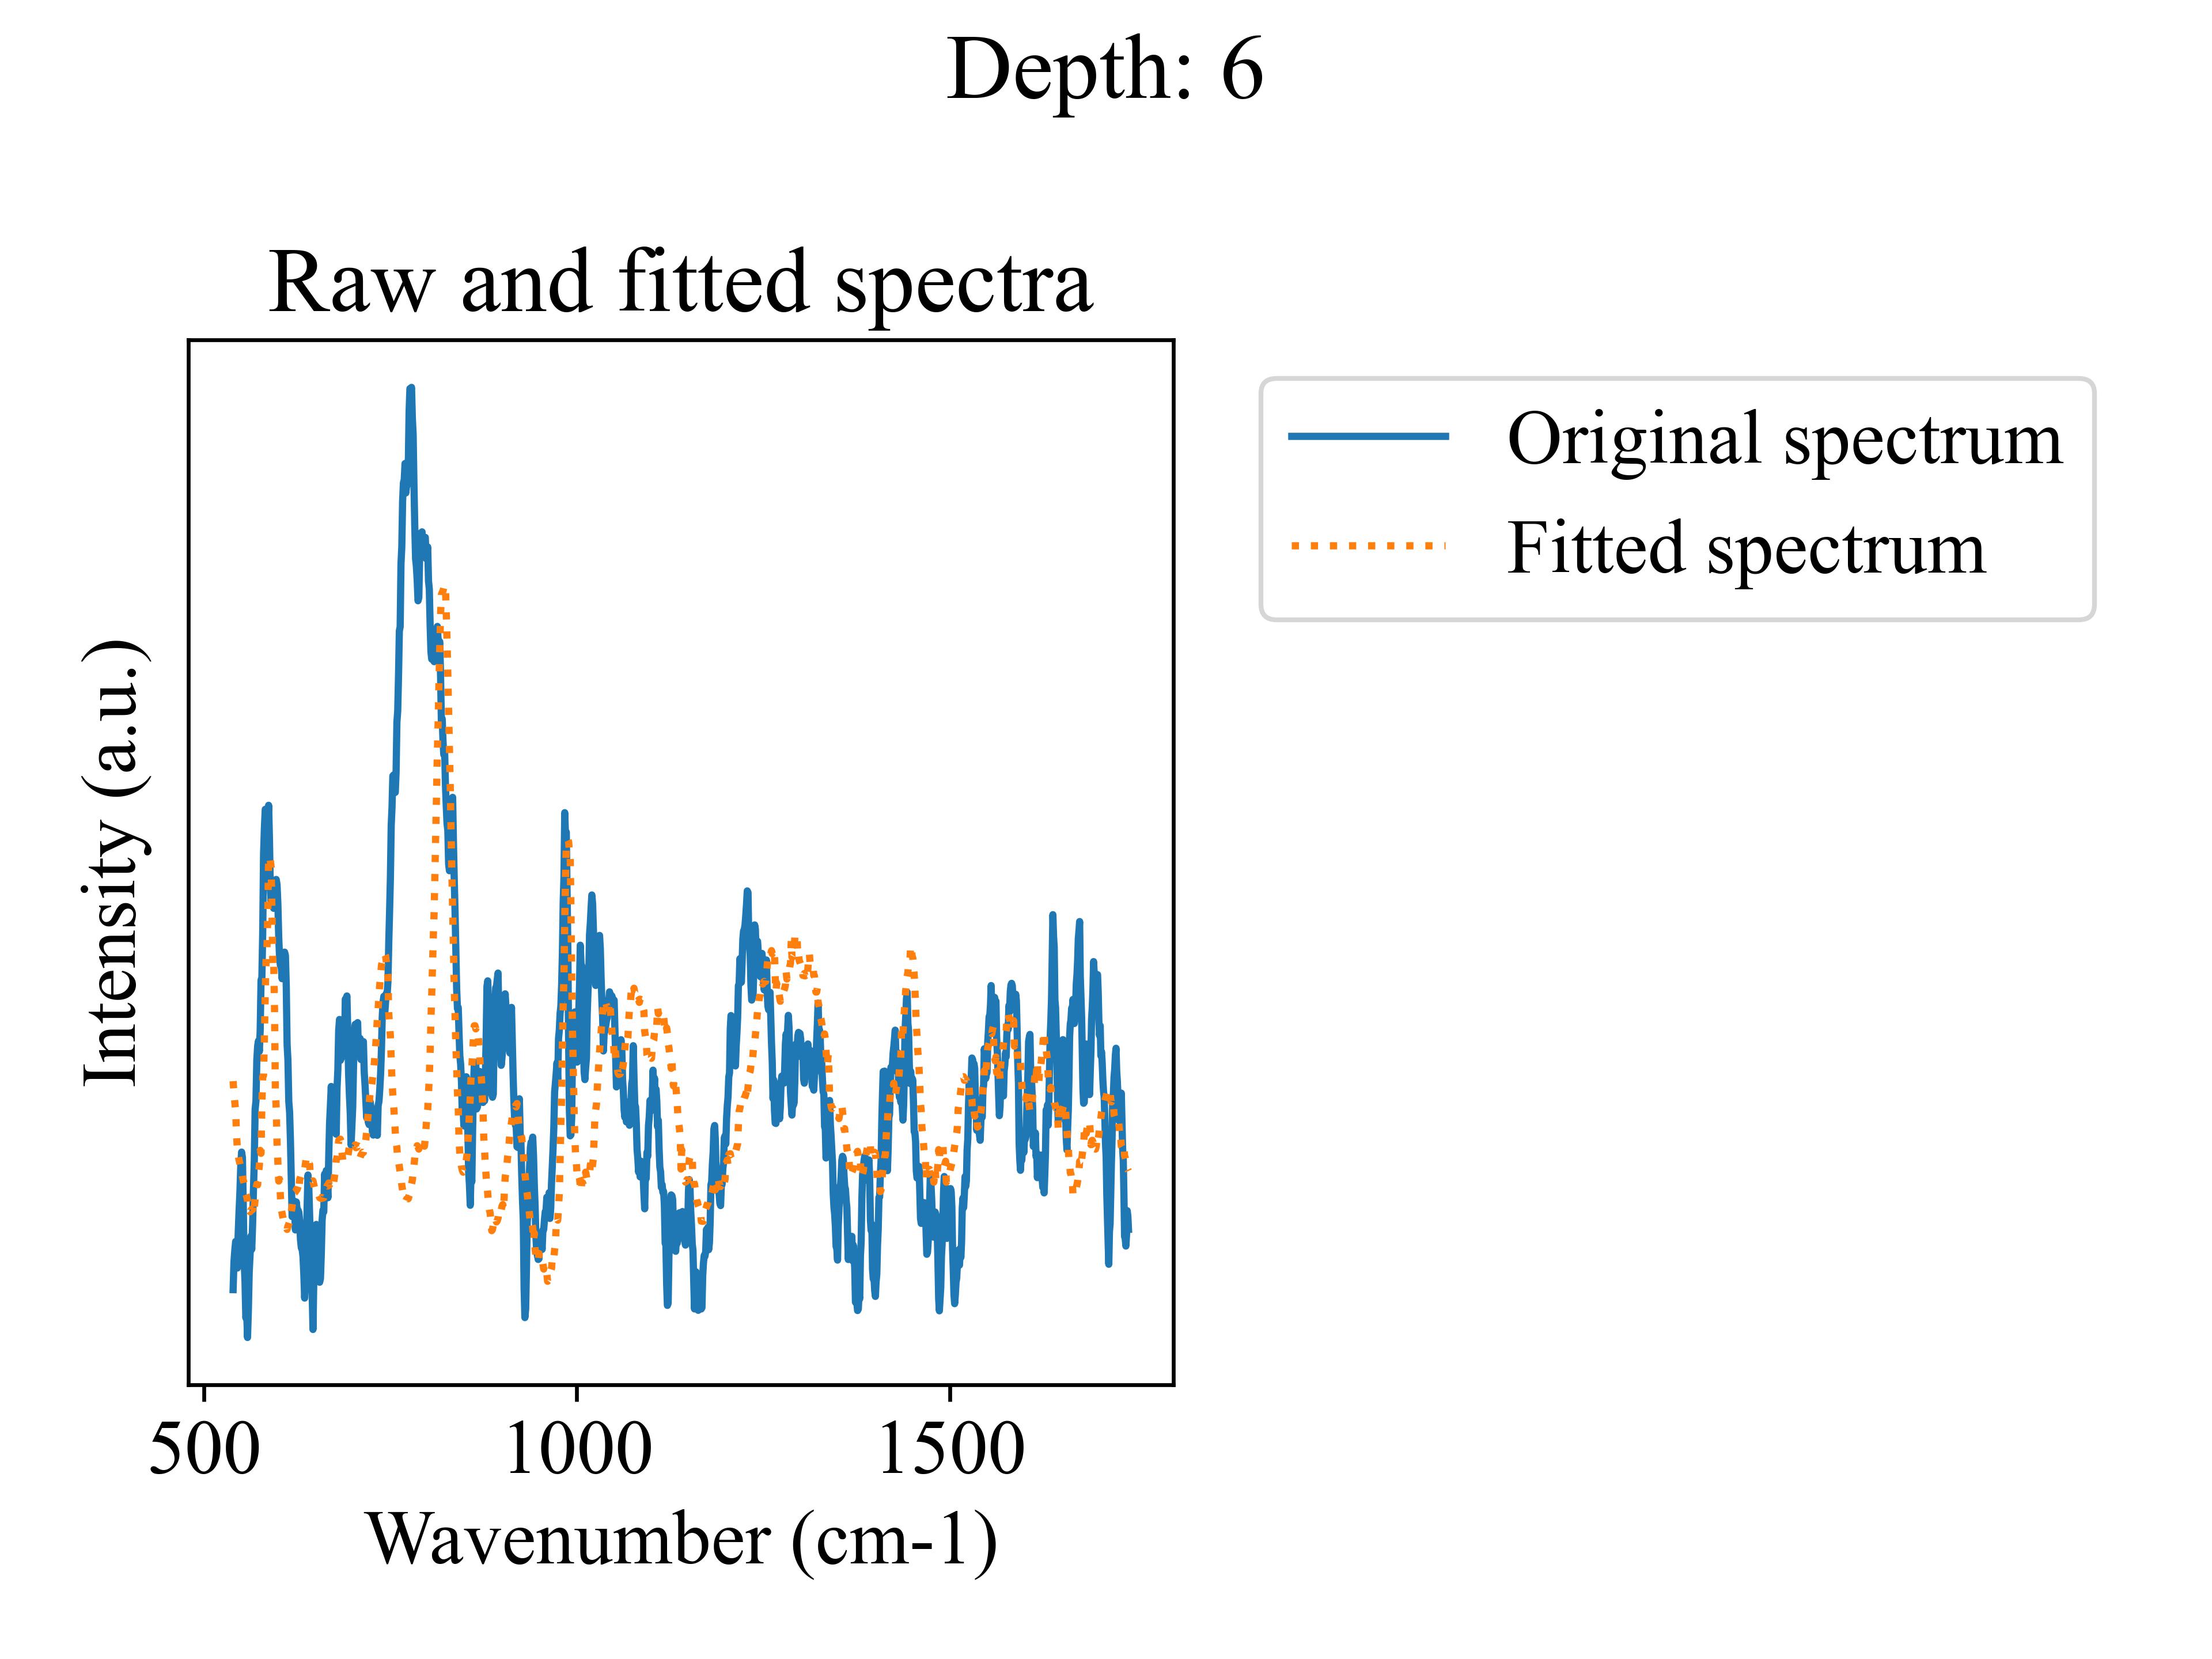 Depth: 6
Raw and fitted spectra
Original spectrum
Fitted spectrum
Intensity (a.u.)
500 1000 1500
Wavenumber (cm-1)